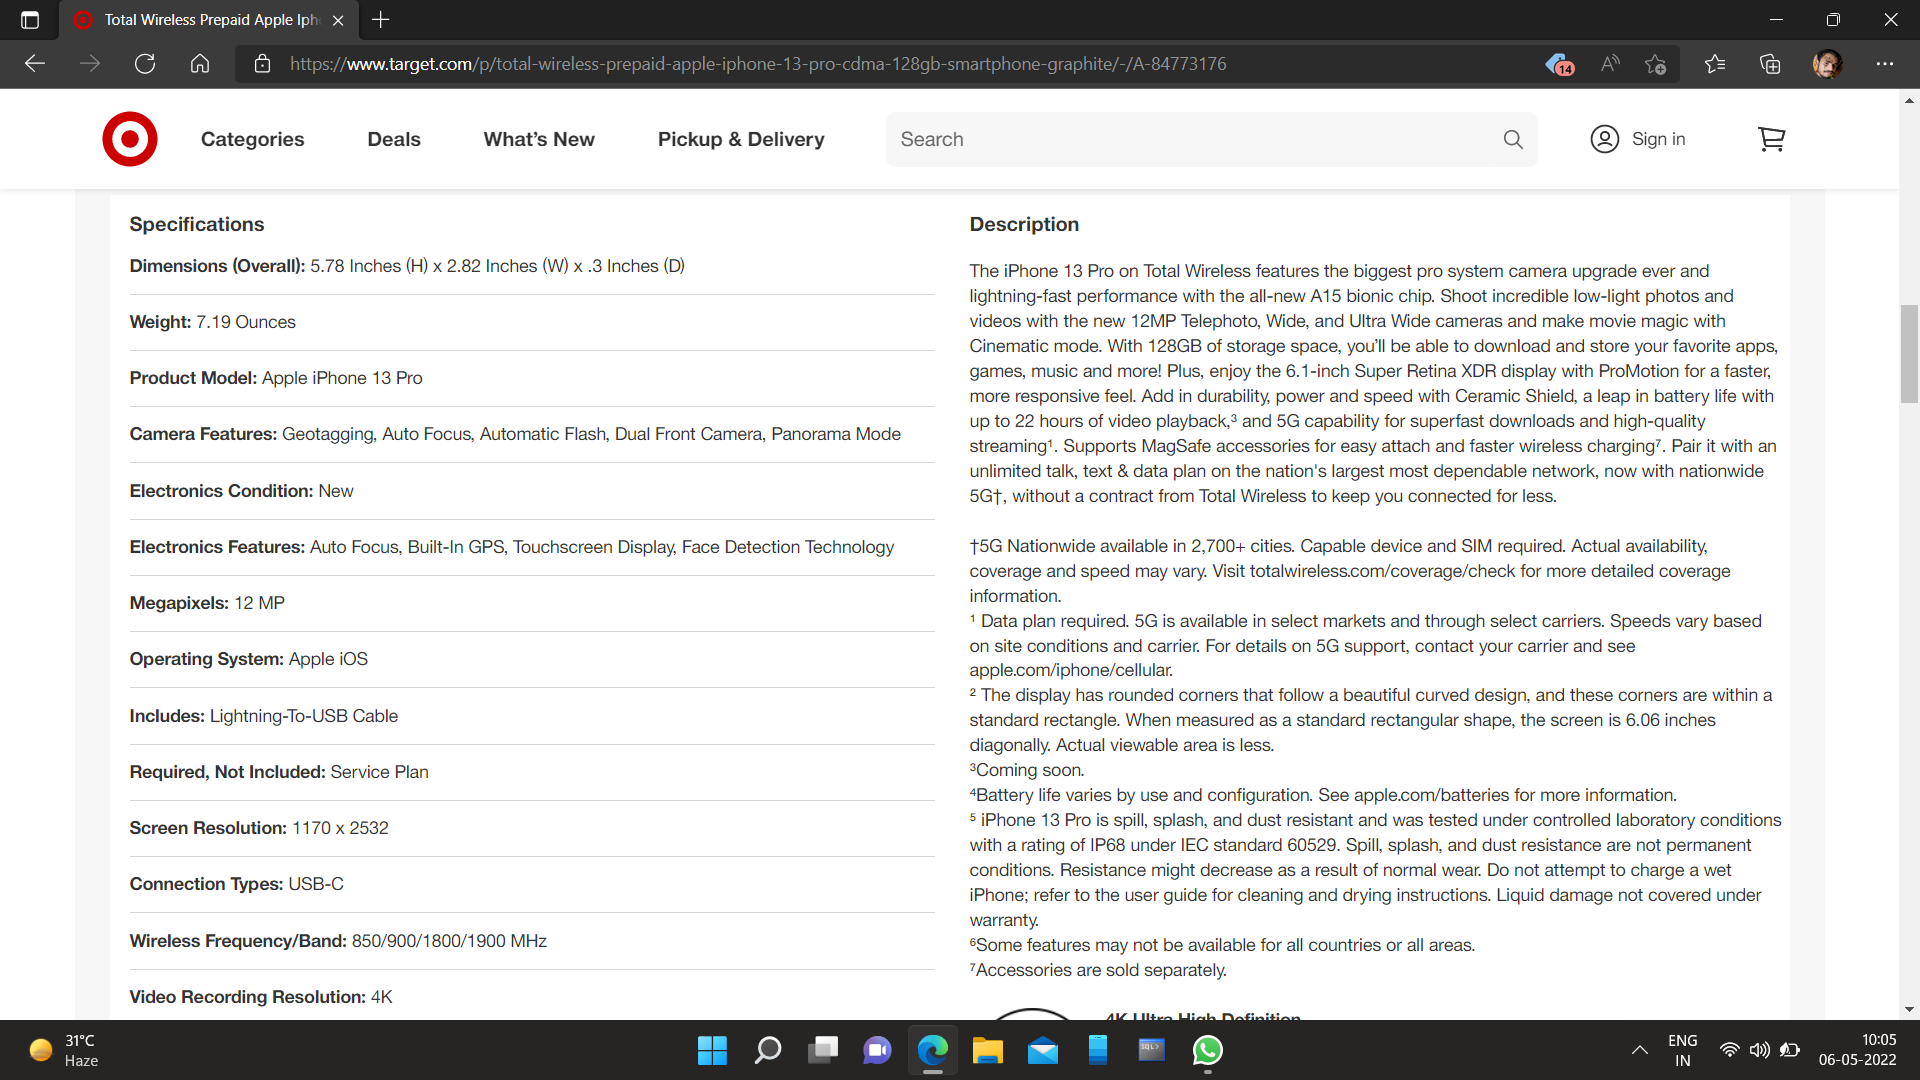 Total Wireless Prepaid Apple Iph
https://www.target.com/p/total-wireless-prepaid-apple-iphone-13-pro-cdma-128gb-smartphone-graphite/-/A-84773176
14
Categories
Deals
What's New
Pickup & Delivery
Search
Sign in
Specifications
Dimensions (Overall): 5.78 Inches (H) x 2.82 Inches (W) x .3 Inches (D)
Weight: 7.19 Ounces
Product Model: Apple iPhone 13 Pro
Camera Features: Geotagging, Auto Focus, Automatic Flash, Dual Front Camera, Panorama Mode
Electronics Condition: New
Electronics Features: Auto Focus, Built-In GPS, Touchscreen Display, Face Detection Technology
Megapixels: 12 MP
Operating System: Apple iOS
Includes: Lightning-To-USB Cable
Required, Not Included: Service Plan
Screen Resolution: 1170 x 2532
Connection Types: USB-C
Wireless Frequency/Band: 850/900/1800/1900 MHz
Video Recording Resolution: 4K
Description
The iPhone 13 Pro on Total Wireless features the biggest pro system camera upgrade ever and
lightning-fast performance with the all-new A15 bionic chip. Shoot incredible low-light photos and
videos with the new 12MP Telephoto, Wide, and Ultra Wide cameras and make movie magic with
Cinematic mode. With 128GB of storage space, you'll be able to download and store your favorite apps,
games, music and more! Plus, enjoy the 6.1-inch Super Retina XDR display with ProMotion for a faster,
more responsive feel. Add in durability, power and speed with Ceramic Shield, a leap in battery life with
up to 22 hours of video playback,³ and 5G capability for superfast downloads and high-quality
streaming¹. Supports MagSafe accessories for easy attach and faster wireless charging⁷. Pair it with an
unlimited talk, text & data plan on the nation's largest most dependable network, now with nationwide
5G†, without a contract from Total Wireless to keep you connected for less.
†5G Nationwide available in 2,700+ cities. Capable device and SIM required. Actual availability,
coverage and speed may vary. Visit totalwireless.com/coverage/check for more detailed coverage
information.
¹ Data plan required. 5G is available in select markets and through select carriers. Speeds vary based
on site conditions and carrier. For details on 5G support, contact your carrier and see
apple.com/iphone/cellular.
² The display has rounded corners that follow a beautiful curved design, and these corners are within a
standard rectangle. When measured as a standard rectangular shape, the screen is 6.06 inches
diagonally. Actual viewable area is less.
³Coming soon.
⁴Battery life varies by use and configuration. See apple.com/batteries for more information.
⁵ iPhone 13 Pro is spill, splash, and dust resistant and was tested under controlled laboratory conditions
with a rating of IP68 under IEC standard 60529. Spill, splash, and dust resistance are not permanent
conditions. Resistance might decrease as a result of normal wear. Do not attempt to charge a wet
iPhone; refer to the user guide for cleaning and drying instructions. Liquid damage not covered under
warranty.
⁶Some features may not be available for all countries or all areas.
⁷Accessories are sold separately.
4K Ultra High Definition
31°C
Haze
SQL>
ENG
IN
10:05
06-05-2022